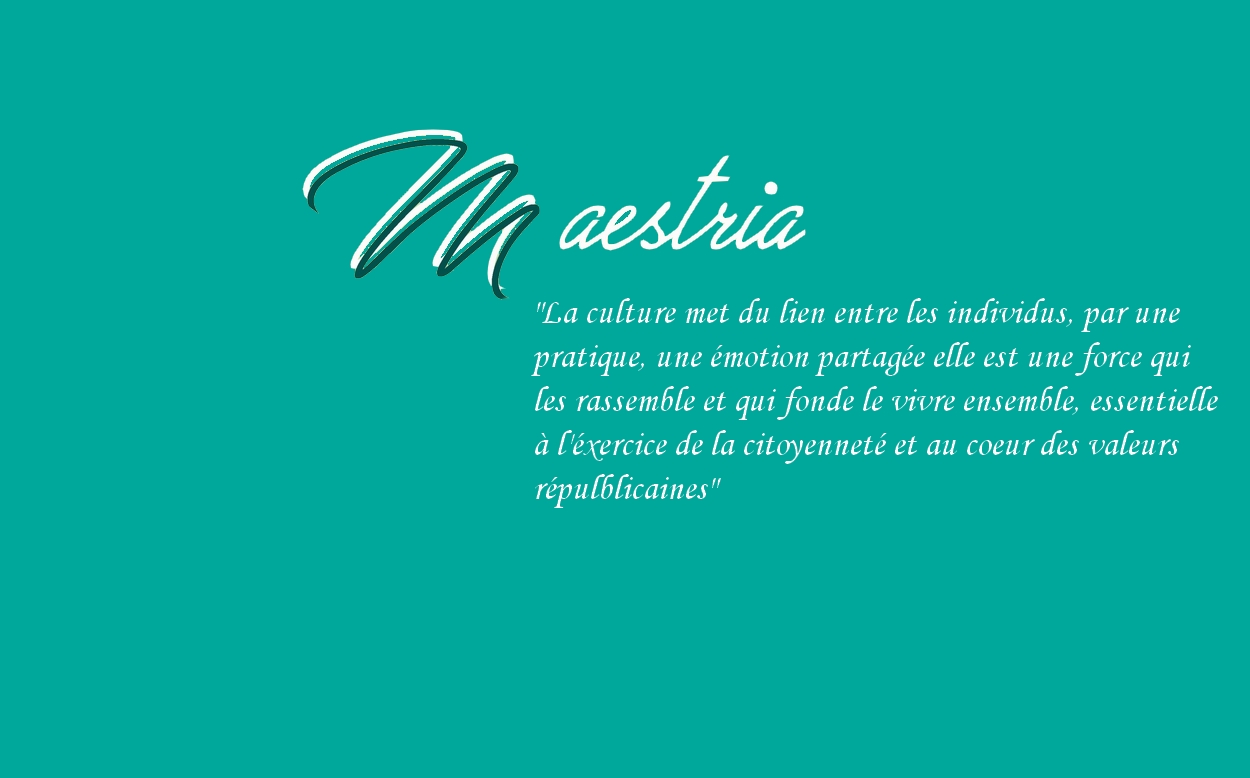 Maestria
"La culture met du lien entre les individus, par une
pratique, une émotion partagée elle est une force qui
les rassemble et qui fonde le vivre ensemble, essentielle
à l'éxercice de la citoyenneté et au coeur des valeurs
répulblicaines"